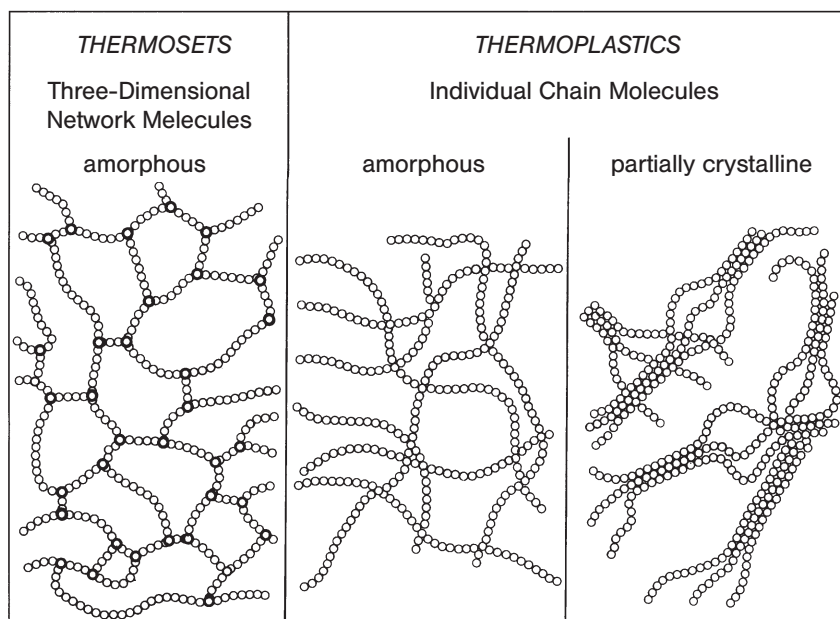 THERMOSETS
Three-Dimensional
Network Melecules
amorphous
THERMOPLASTICS
Individual Chain Molecules
amorphous
partially crystalline